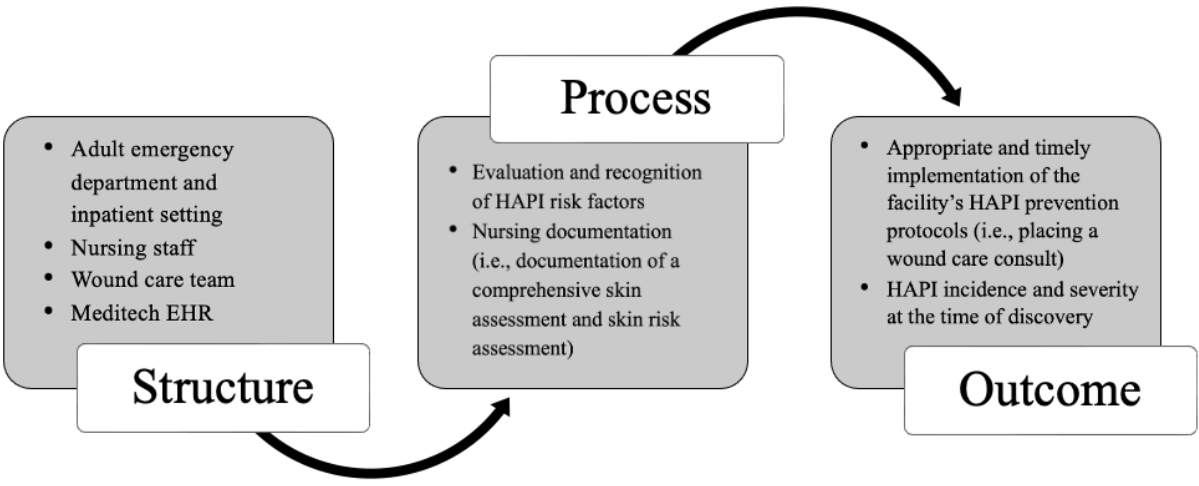 • Adult emergency
department and
inpatient setting
• Nursing staff
• Wound care team
• Meditech EHR
Structure
Process
• Evaluation and recognition
of HAPI risk factors
• Nursing documentation
(i.e., documentation of a
comprehensive skin
assessment and skin risk
assessment)
• Appropriate and timely
implementation of the
facility’s HAPI prevention
protocols (i.e., placing a
wound care consult)
• HAPI incidence and severity
at the time of discovery
Outcome